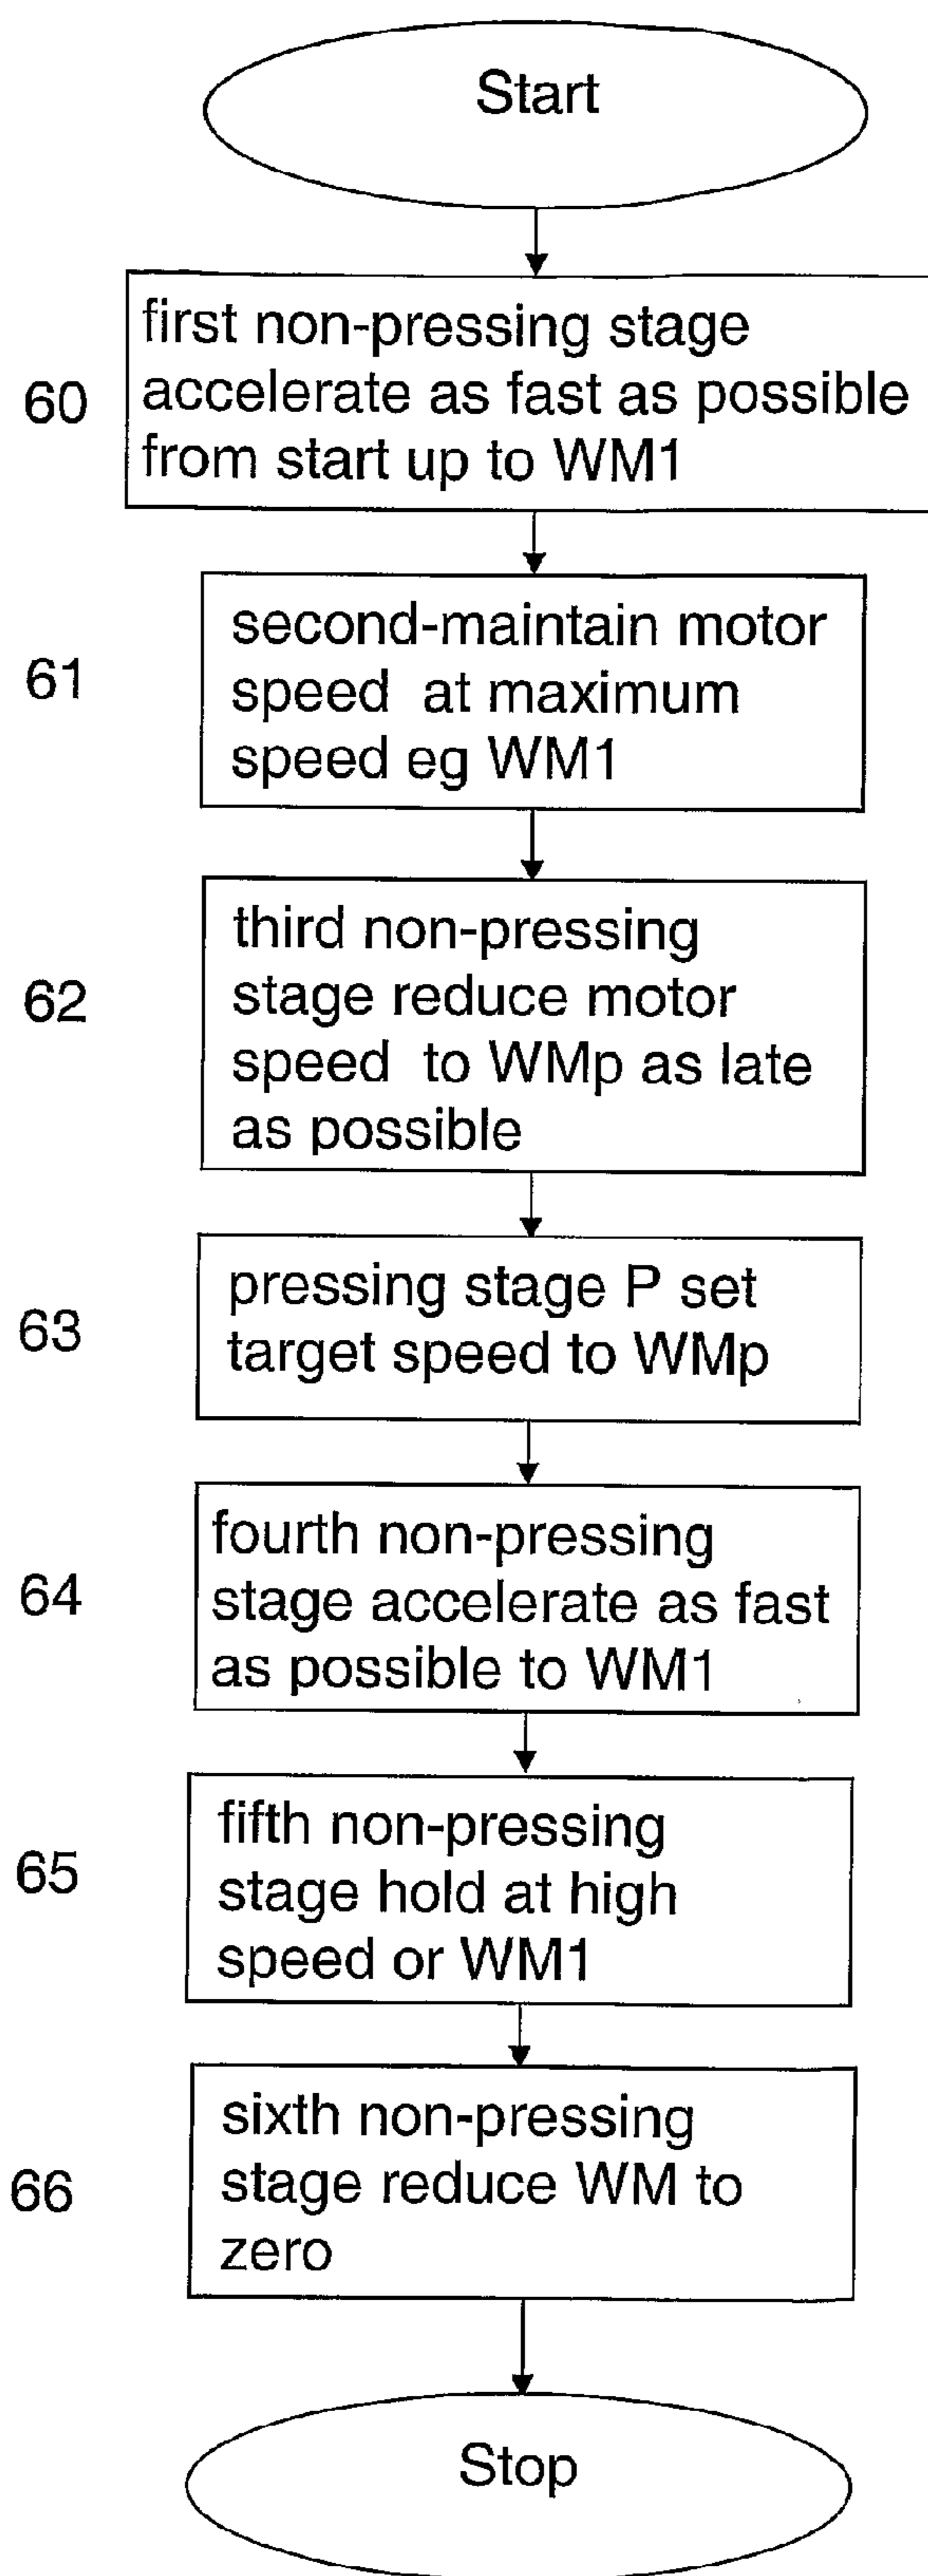 Start
first non-pressing stage
accelerate as fast as possible
from start up to WM1
60
second-maintain motor
speed at maximum
speed eg WM1
61
third non-pressing
stage reduce motor
speed to WMp as late
as possible
62
pressing stage P set
target speed to WMp
63
fourth non-pressing
stage accelerate as fast
as possible to WM1
64
fifth non-pressing
stage hold at high
speed or WM1
65
sixth non-pressing
stage reduce WM to
zero
66
Stop